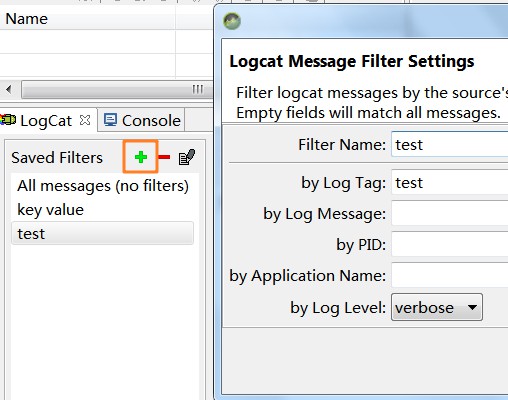 Name
LogCat
Console
Saved Filters
All messages (no filters)
key value
test
Logcat Message Filter Settings
Filter logcat messages by the source's
Empty fields will match all messages.
Filter Name: test
by Log Tag: test
by Log Message:
by PID:
by Application Name:
by Log Level: verbose